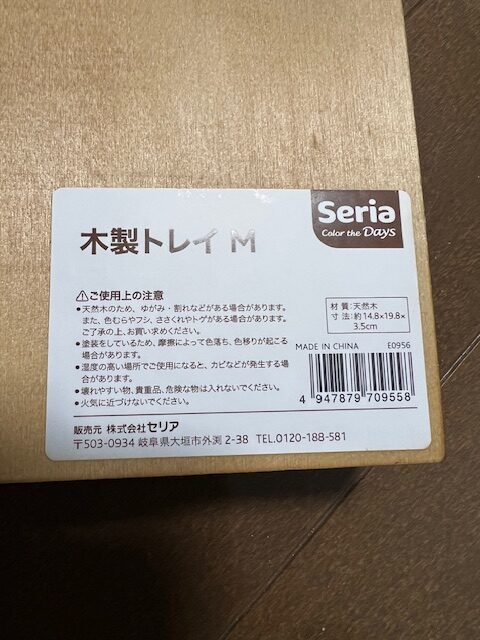 Seria
Color the Days
木製トレイ M
ご使用上の注意
●天然木のため、ゆがみ・割れなどがある場合があります。
また、色むらやフシ、ささくれやトゲがある場合があります。
ご了承の上、お買い求めください。
●塗装をしているため、摩擦によって色落ち、色移りが起こる
場合があります。
●湿度の高い場所でご使用になると、カビなどが発生する場
合があります。
●壊れやすい物、貴重品、危険な物は入れないでください。
●火気に近づけないでください。
材 質：天然木
寸 法：約14.8×19.8×
3.5cm
MADE IN CHINA E0956
4 947879 709558
販売元 株式会社セリア
〒503-0934 岐阜県大垣市外渕 2-38 TEL.0120-188-581